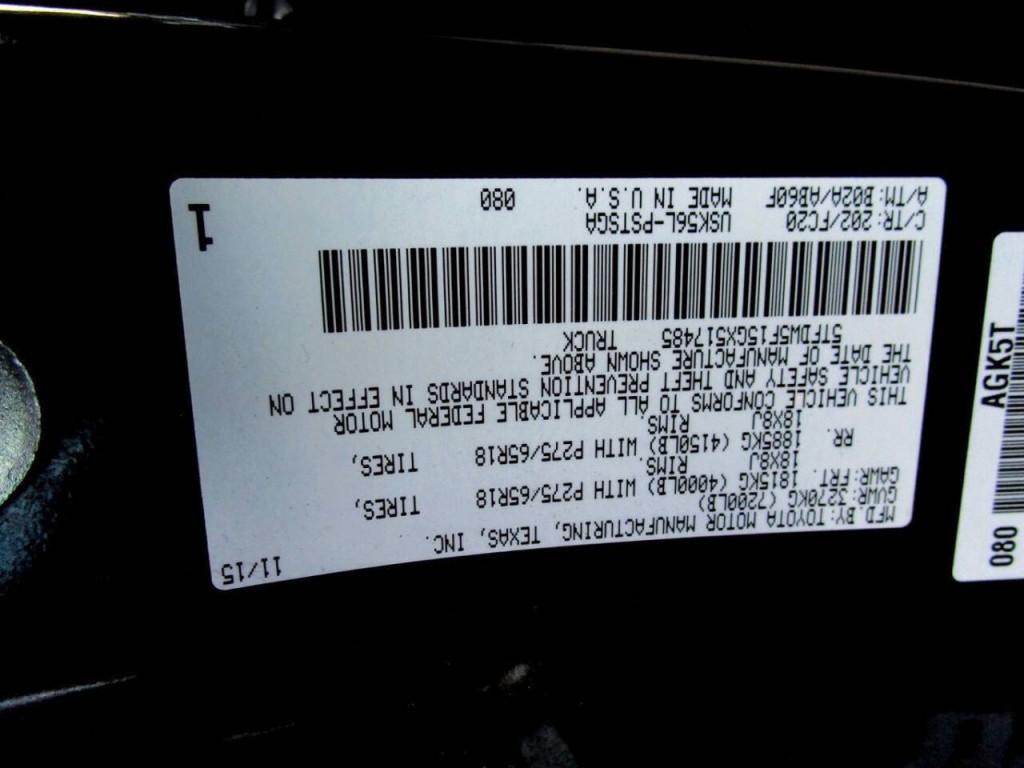 MFD. BY: TOYOTA MOTOR MANUFACTURING, TEXAS, INC. 11/15
GVWR: 3270KG (7200LB)
GAWR: FRT. 1815KG (4000LB) WITH P275/65R18 TIRES,
18X8J RIMS.
RR. 1885KG (4150LB) WITH P275/65R18 TIRES,
18X8J RIMS.
THIS VEHICLE CONFORMS TO ALL APPLICABLE FEDERAL MOTOR
VEHICLE SAFETY AND THEFT PREVENTION STANDARDS IN EFFECT ON
THE DATE OF MANUFACTURE SHOWN ABOVE.
5TFDW5F15GX517485 TRUCK
C/TR: 202/FC20 USK56L-PSTSGA
A/TM: B02A/AB60F MADE IN U.S.A. 080
1
080 AGK5T